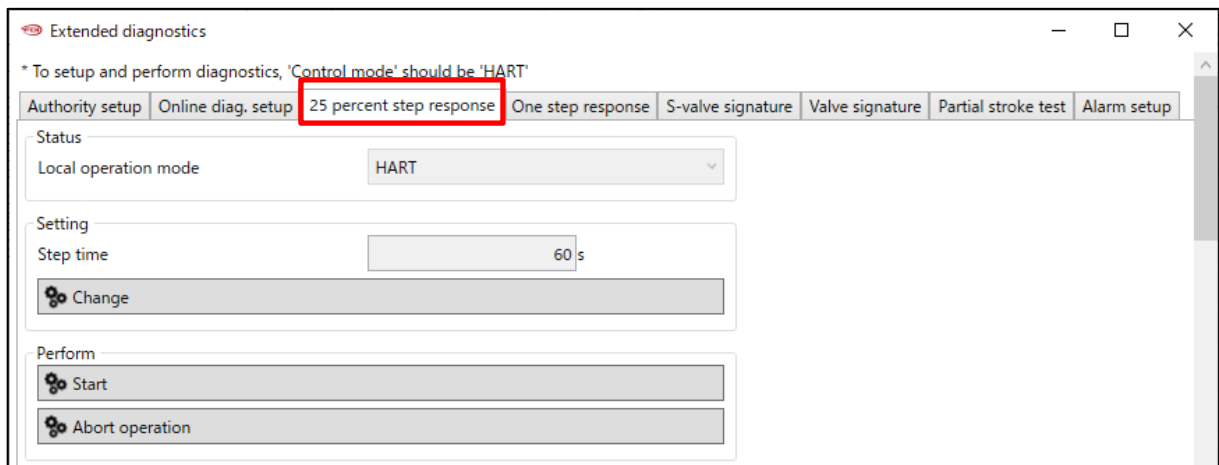 Extended diagnostics
* To setup and perform diagnostics, 'Control mode' should be 'HART'
Authority setup Online diag. setup 25 percent step response One step response S-valve signature Valve signature Partial stroke test Alarm setup
Status
Local operation mode HART
Setting
Step time 60 s
Change
Perform
Start
Abort operation